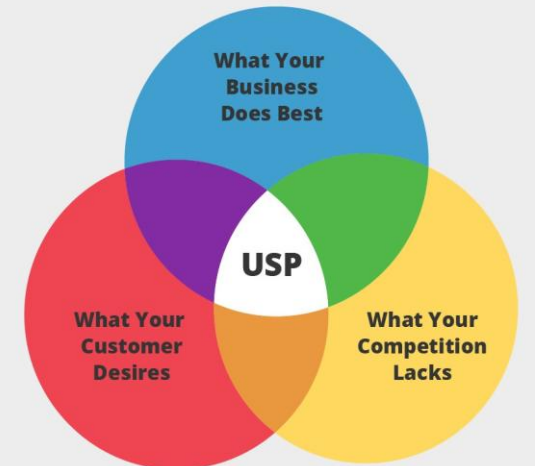 What Your
Business
Does Best
USP
What Your
Customer
Desires
What Your
Competition
Lacks